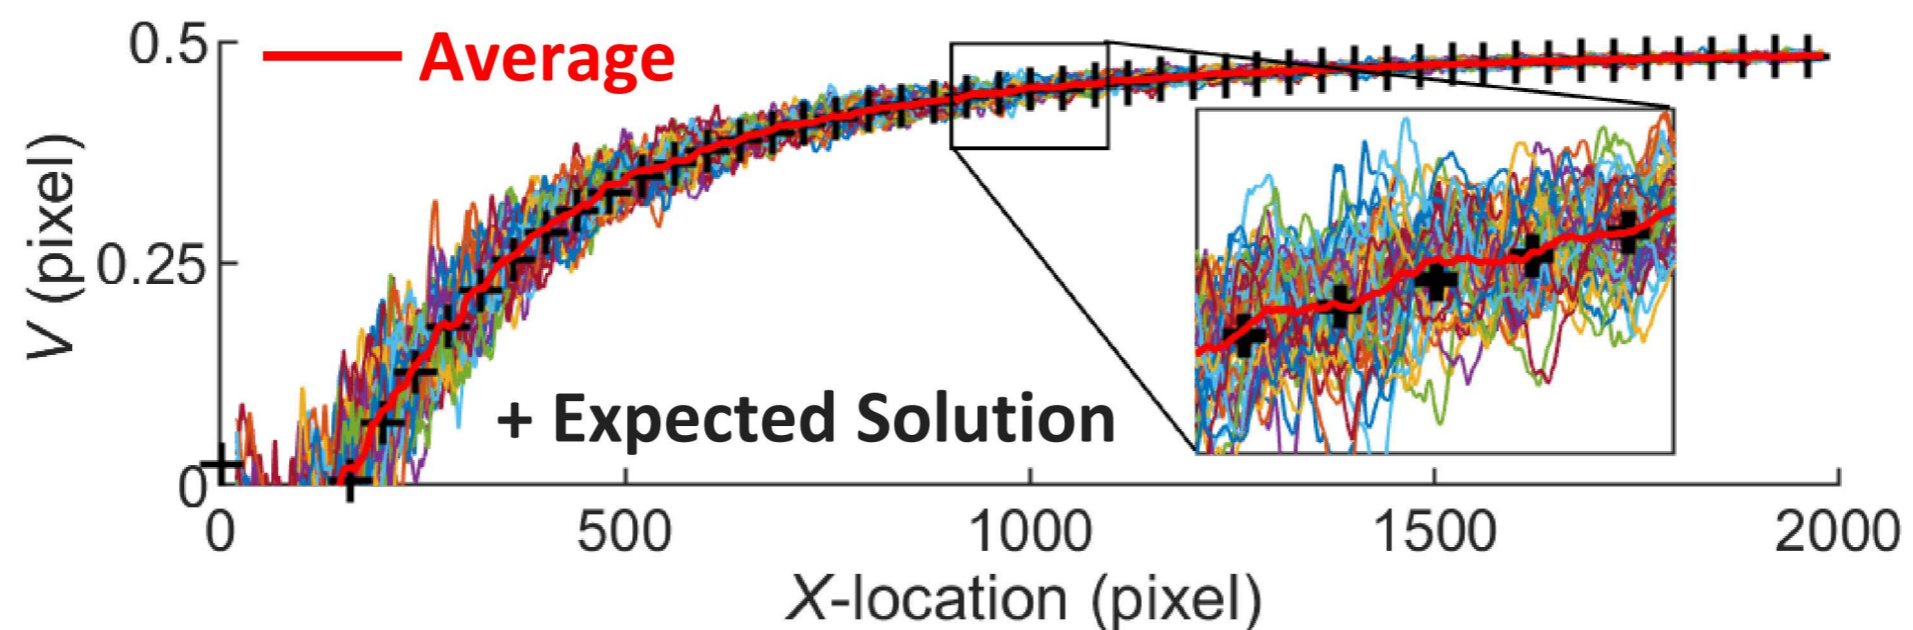 0.5
Average
V (pixel)
0.25
+ Expected Solution
0
0 500 1000 1500 2000
X-location (pixel)